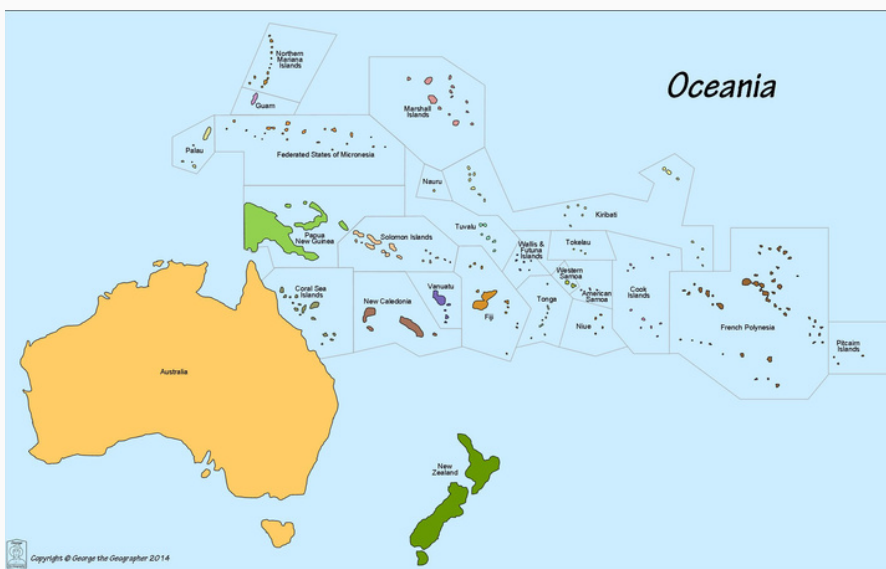 Oceania
Northern
Mariana
Islands
Guam
Marshall
Islands
Palau
Federated States of Micronesia
Nauru
Kiribati
Papua
New Guinea
Solomon Islands
Tuvalu
Wallis &
Futuna
Islands
Tokelau
Western
Samoa
American
Samoa
Cook
Islands
Coral Sea
Islands
New Caledonia
Vanuatu
Fiji
Tonga
Niue
French Polynesia
Pitcairn
Islands
Australia
New
Zealand
Copyright © George the Geographer 2014